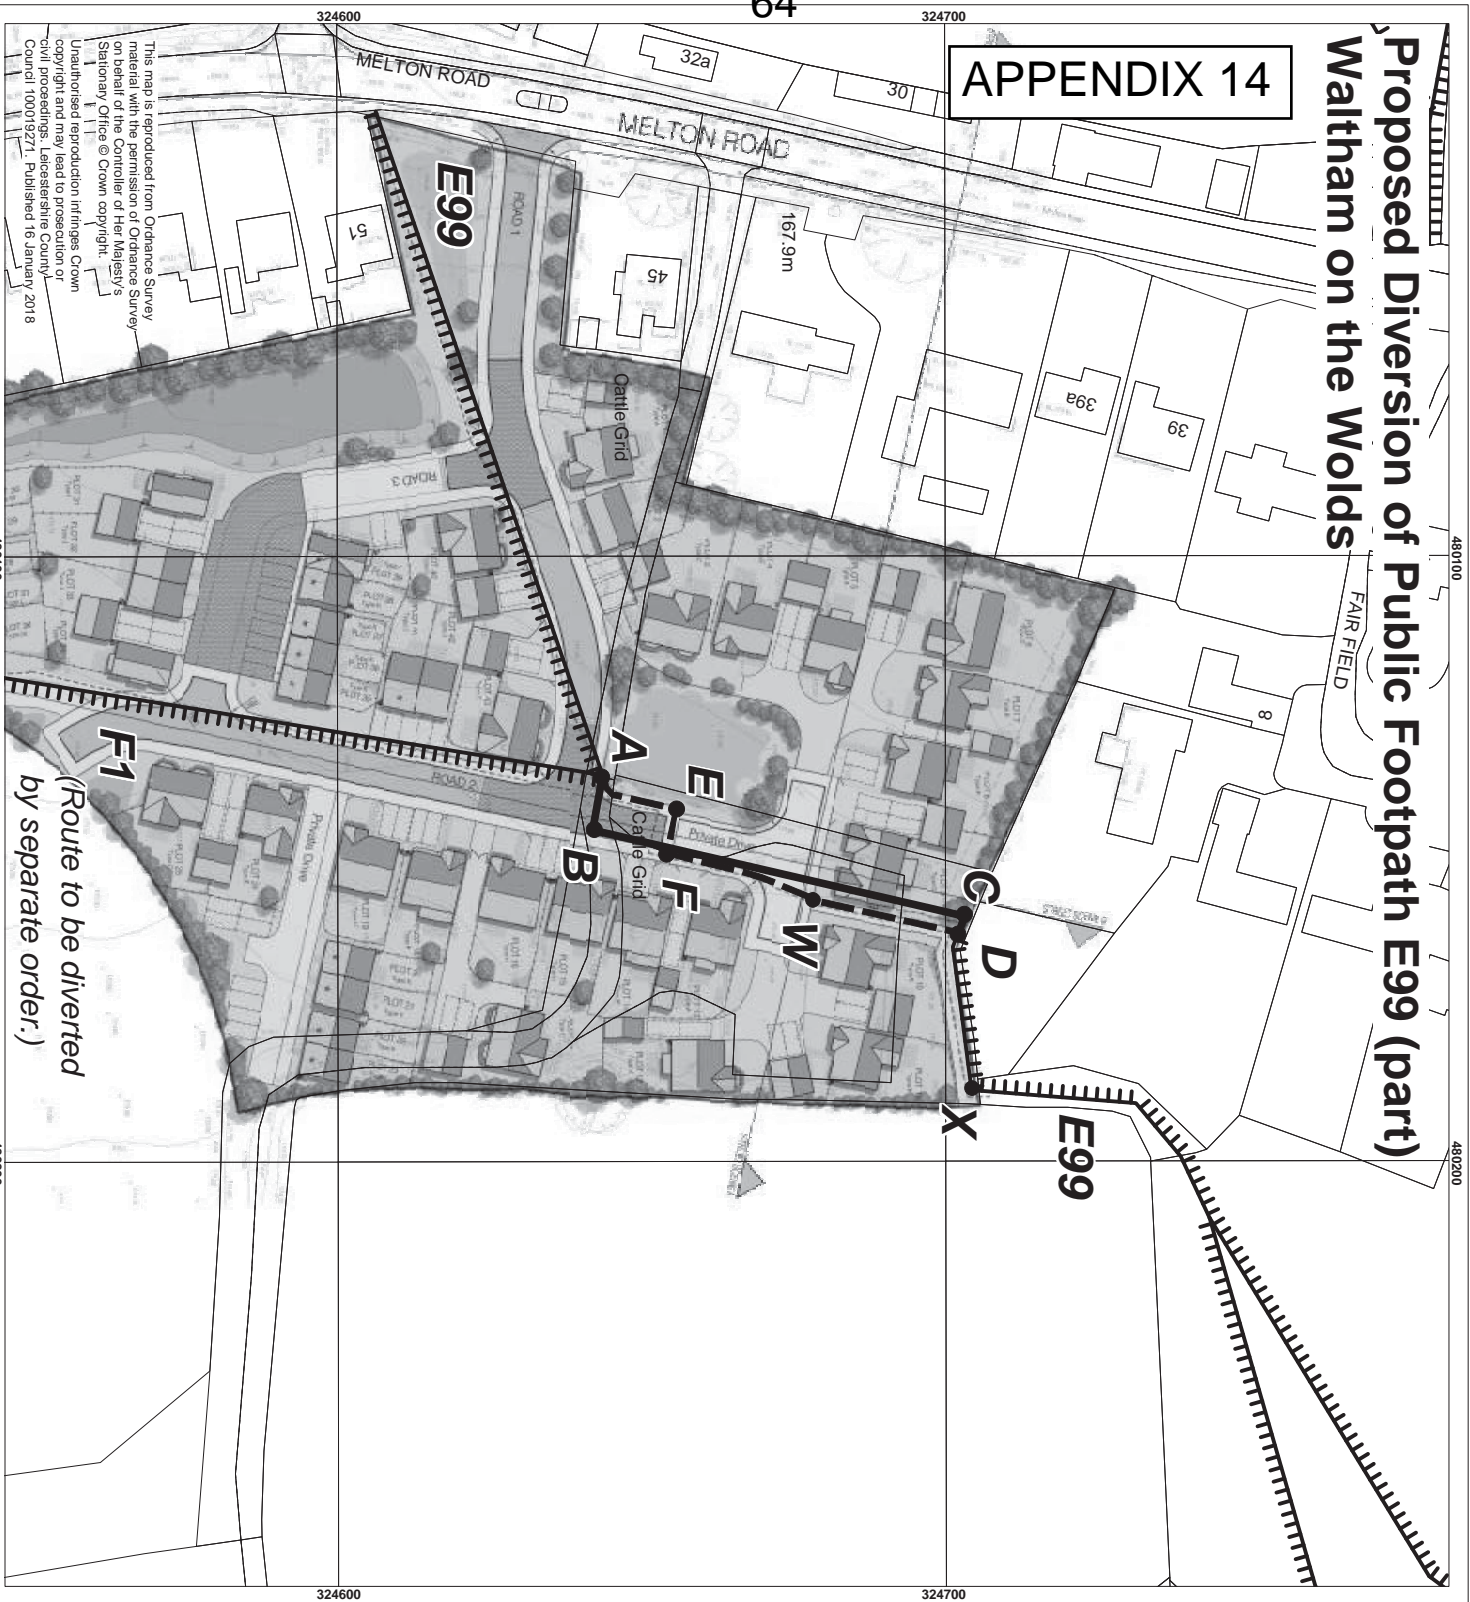 64
Proposed Diversion of Public Footpath E99 (part)
Waltham on the Wolds
APPENDIX 14
324600
324700
480100
480200
324600
324700
MELTON ROAD
MELTON ROAD
32a
30
167.9m
39a
39
45
51
8
FAIR FIELD
E99
ROAD 1
Cattle Grid
ROAD 3
ROAD 2
Private Drive
Private Drive
Cattle Grid
A
B
C
D
E
F
W
X
E99
F1
(Route to be diverted
by separate order.)
This map is reproduced from Ordnance Survey
material with the permission of Ordnance Survey
on behalf of the Controller of Her Majesty's
Stationary Office © Crown copyright.
Unauthorised reproduction infringes Crown
copyright and may lead to prosecution or
civil proceedings. Leicestershire County
Council 100019271. Published 16 January 2018